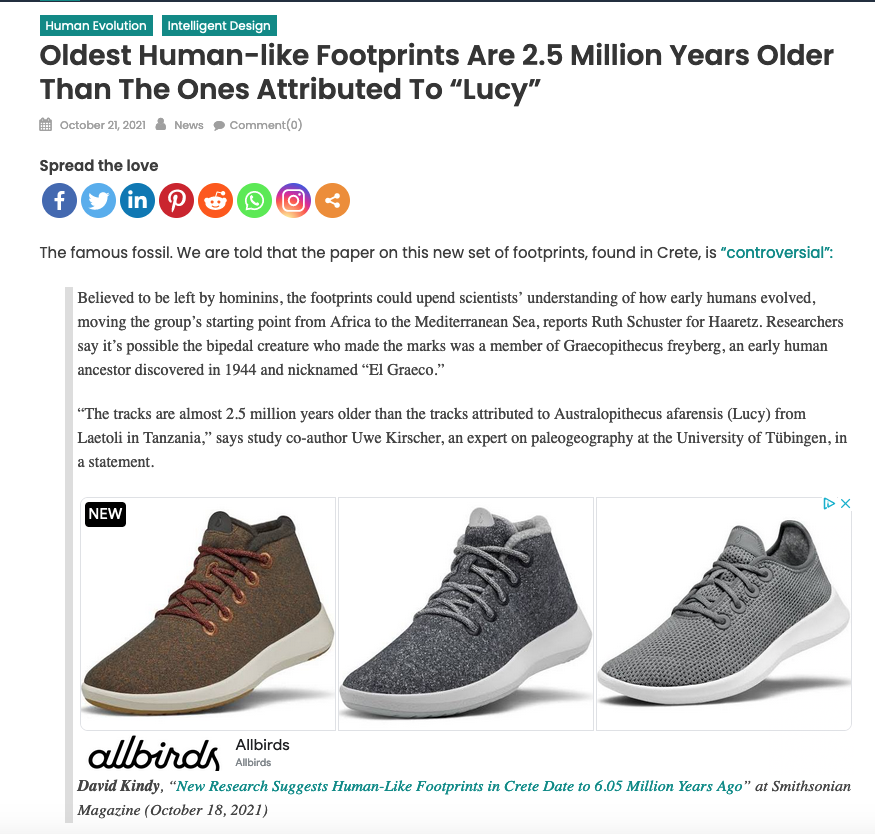 Human Evolution Intelligent Design
Oldest Human-like Footprints Are 2.5 Million Years Older
Than The Ones Attributed To “Lucy”
October 21, 2021 News Comment(0)
Spread the love
The famous fossil. We are told that the paper on this new set of footprints, found in Crete, is “controversial”:
Believed to be left by hominins, the footprints could upend scientists’ understanding of how early humans evolved,
moving the group’s starting point from Africa to the Mediterranean Sea, reports Ruth Schuster for Haaretz. Researchers
say it’s possible the bipedal creature who made the marks was a member of Graecopithecus freyberg, an early human
ancestor discovered in 1944 and nicknamed “El Graeco.”
“The tracks are almost 2.5 million years older than the tracks attributed to Australopithecus afarensis (Lucy) from
Laetoli in Tanzania,” says study co-author Uwe Kirscher, an expert on paleogeography at the University of Tübingen, in
a statement.
NEW
allbirds
Allbirds
Allbirds
David Kindy, “New Research Suggests Human-Like Footprints in Crete Date to 6.05 Million Years Ago” at Smithsonian
Magazine (October 18, 2021)